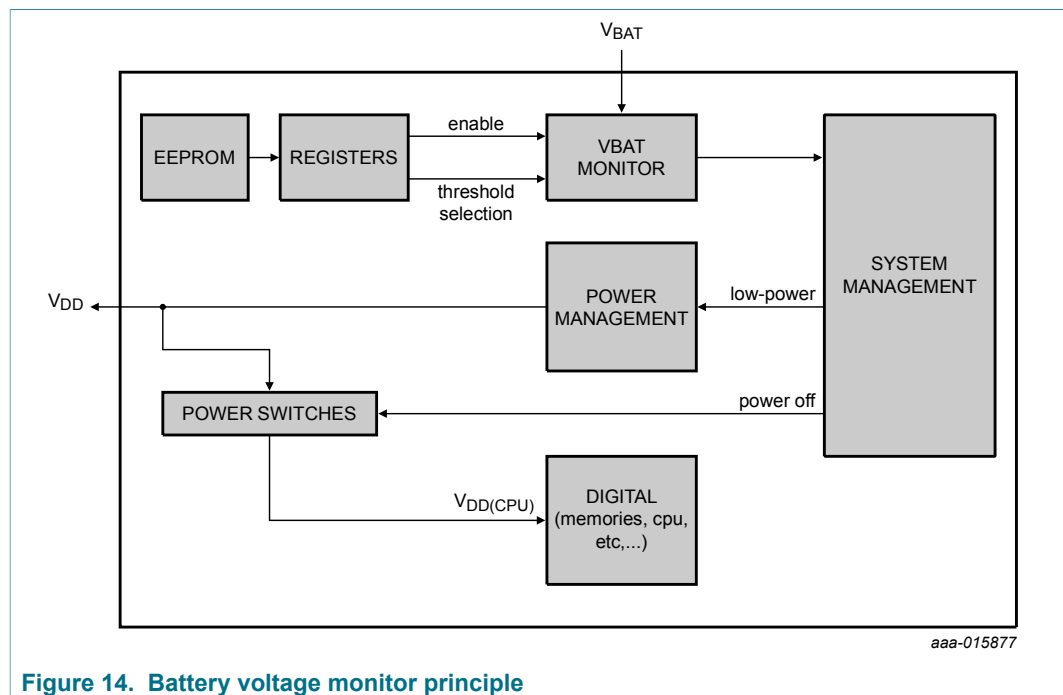 VBAT
EEPROM
REGISTERS
enable
threshold
selection
VBAT
MONITOR
SYSTEM
MANAGEMENT
VDD
POWER
MANAGEMENT
low-power
POWER SWITCHES
power off
VDD(CPU)
DIGITAL
(memories, cpu,
etc,...)
aaa-015877
Figure 14. Battery voltage monitor principle